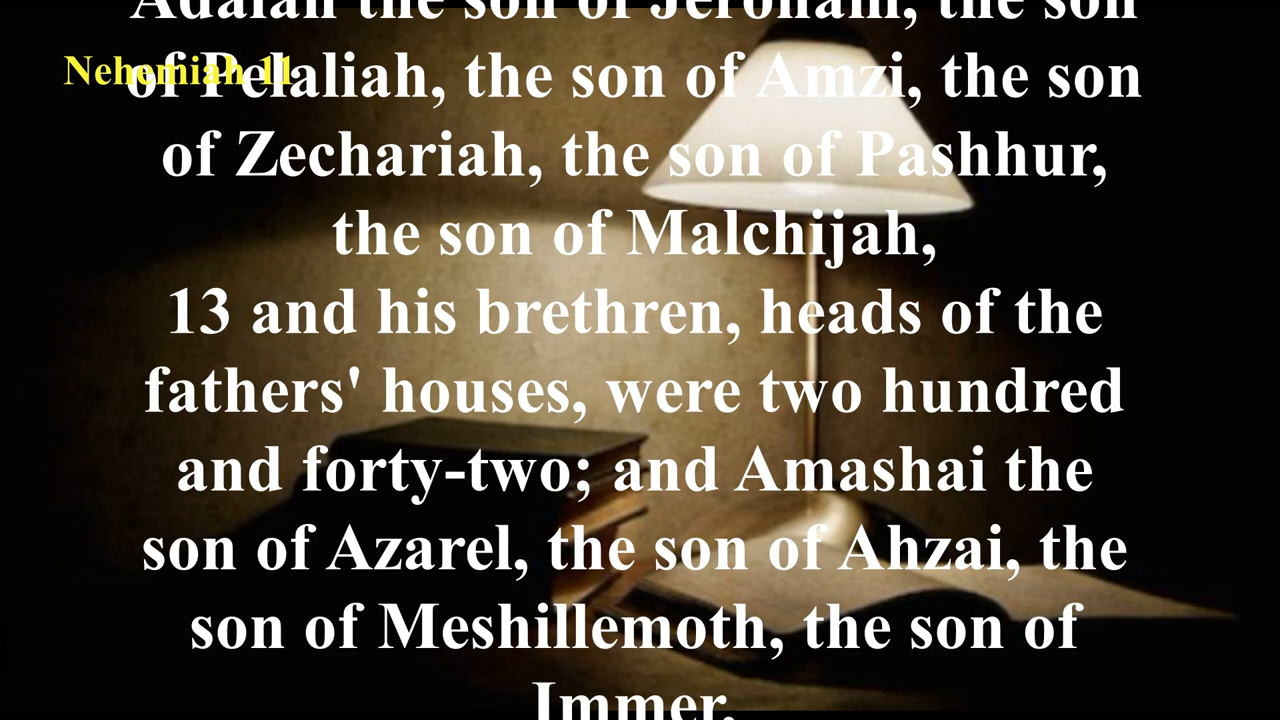 Adaiah the son of Jeroham, the son
Nehemiah 11
of Pelaliah, the son of Amzi, the son
of Zechariah, the son of Pashhur,
the son of Malchijah,
13 and his brethren, heads of the
fathers' houses, were two hundred
and forty-two; and Amashai the
son of Azarel, the son of Ahzai, the
son of Meshillemoth, the son of
Immer,